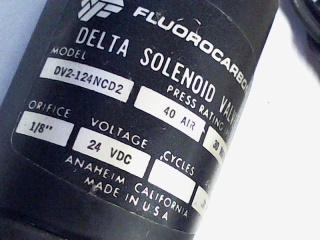 FLUOROCARBO
DELTA SOLENOID VAL
MODEL
PRESS RATING
DV2-124NCD2
40 AIR
30
ORIFICE
VOLTAGE
CYCLES
1/8"
24 VDC
ANAHEIM CALIFORNIA
MADE IN USA